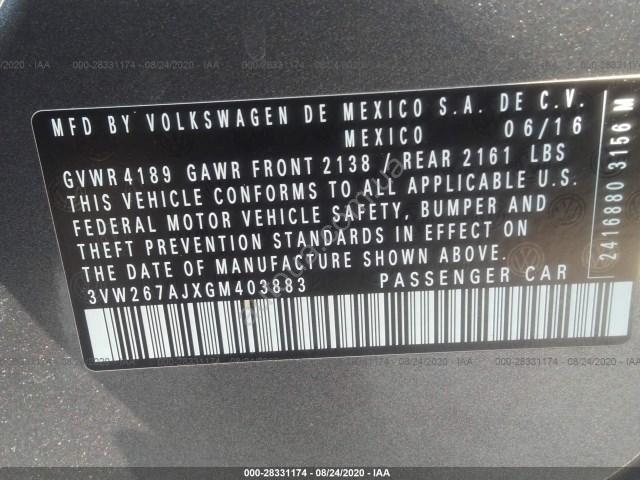 MFD BY VOLKSWAGEN DE MEXICO S.A. DE C.V.
MEXICO 06/16
GVWR 4189 GAWR FRONT 2138 / REAR 2161 LBS
THIS VEHICLE CONFORMS TO ALL APPLICABLE U.S.
FEDERAL MOTOR VEHICLE SAFETY, BUMPER AND
THEFT PREVENTION STANDARDS IN EFFECT ON
THE DATE OF MANUFACTURE SHOWN ABOVE.
3VW267AJXGM403883 PASSENGER CAR
2416880 3156 M
000-28331174 - 08/24/2020 - IAA